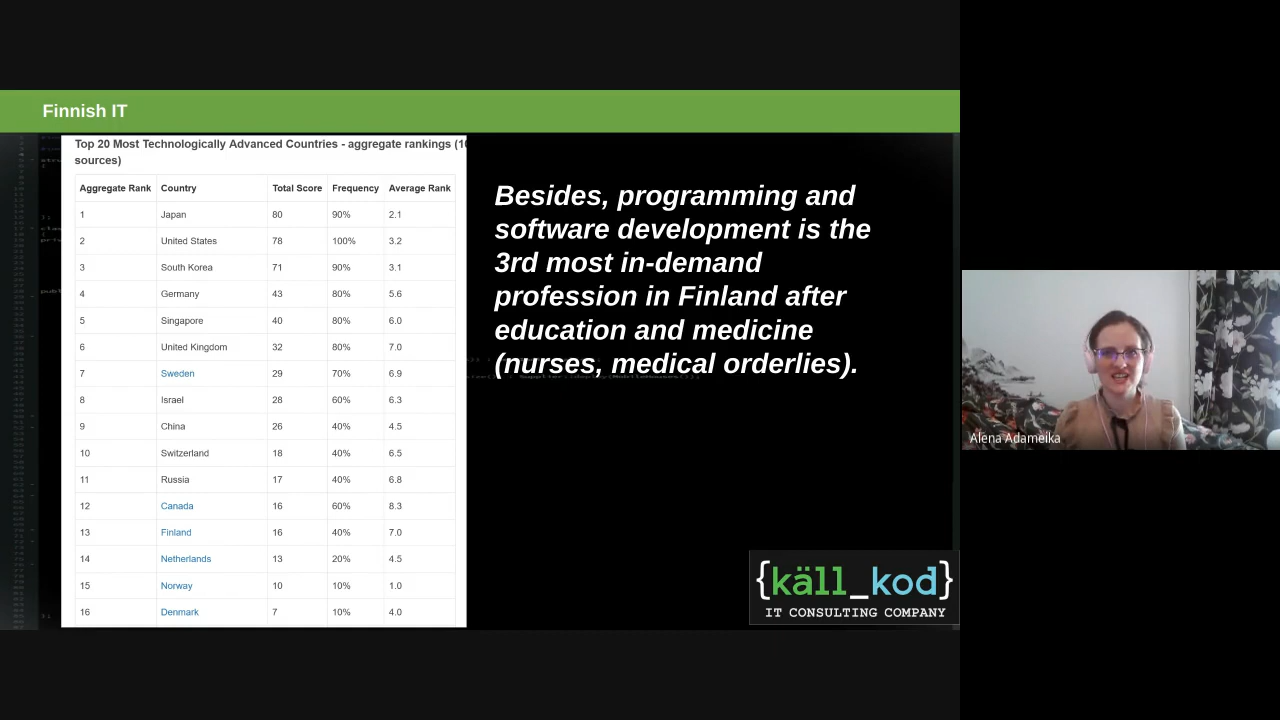 Finnish IT
Top 20 Most Technologically Advanced Countries - aggregate rankings (10
sources)
Aggregate Rank Country Total Score Frequency Average Rank
1 Japan 80 90% 2.1
2 United States 78 100% 3.2
3 South Korea 71 90% 3.1
4 Germany 43 80% 5.6
5 Singapore 40 80% 6.0
6 United Kingdom 32 80% 7.0
7 Sweden 29 70% 6.9
8 Israel 28 60% 6.3
9 China 26 40% 4.5
10 Switzerland 18 40% 6.5
11 Russia 17 40% 6.8
12 Canada 16 60% 8.3
13 Finland 16 40% 7.0
14 Netherlands 13 20% 4.5
15 Norway 10 10% 1.0
16 Denmark 7 10% 4.0
Besides, programming and
software development is the
3rd most in-demand
profession in Finland after
education and medicine
(nurses, medical orderlies).
{käll_kod}
IT CONSULTING COMPANY
Alena Adameika